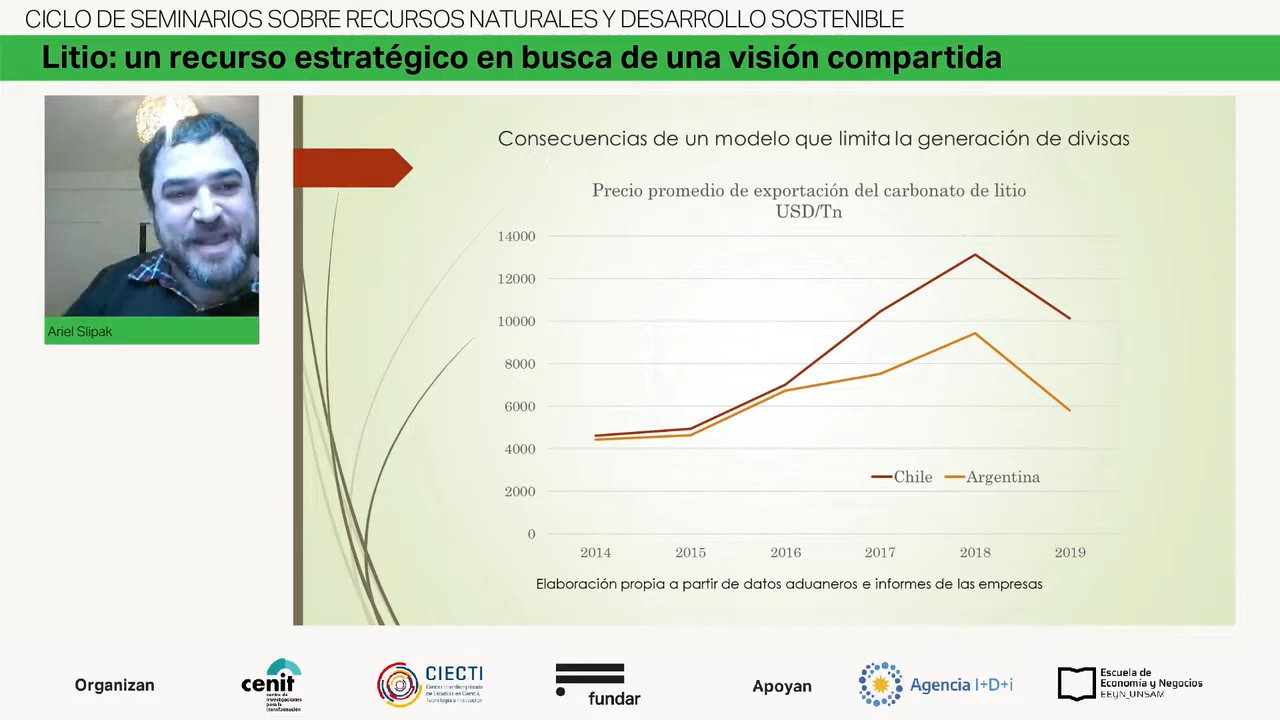 CICLO DE SEMINARIOS SOBRE RECURSOS NATURALES Y DESARROLLO SOSTENIBLE
Litio: un recurso estratégico en busca de una visión compartida
Ariel Slipak
Consecuencias de un modelo que limita la generación de divisas
Precio promedio de exportación del carbonato de litio
USD/Tn
14000
12000
10000
8000
6000
4000
2000
0
Chile
Argentina
2014
2015
2016
2017
2018
2019
Elaboración propia a partir de datos aduaneros e informes de las empresas
Organizan
cenit
centro de
investigaciones
para la
transformación
CIECTI
Centro Interdisciplinario
de Estudios en Ciencia,
Tecnología e Innovación
fundar
Apoyan
Agencia I+D+i
Escuela de
Economía y Negocios
EEyN_UNSAM